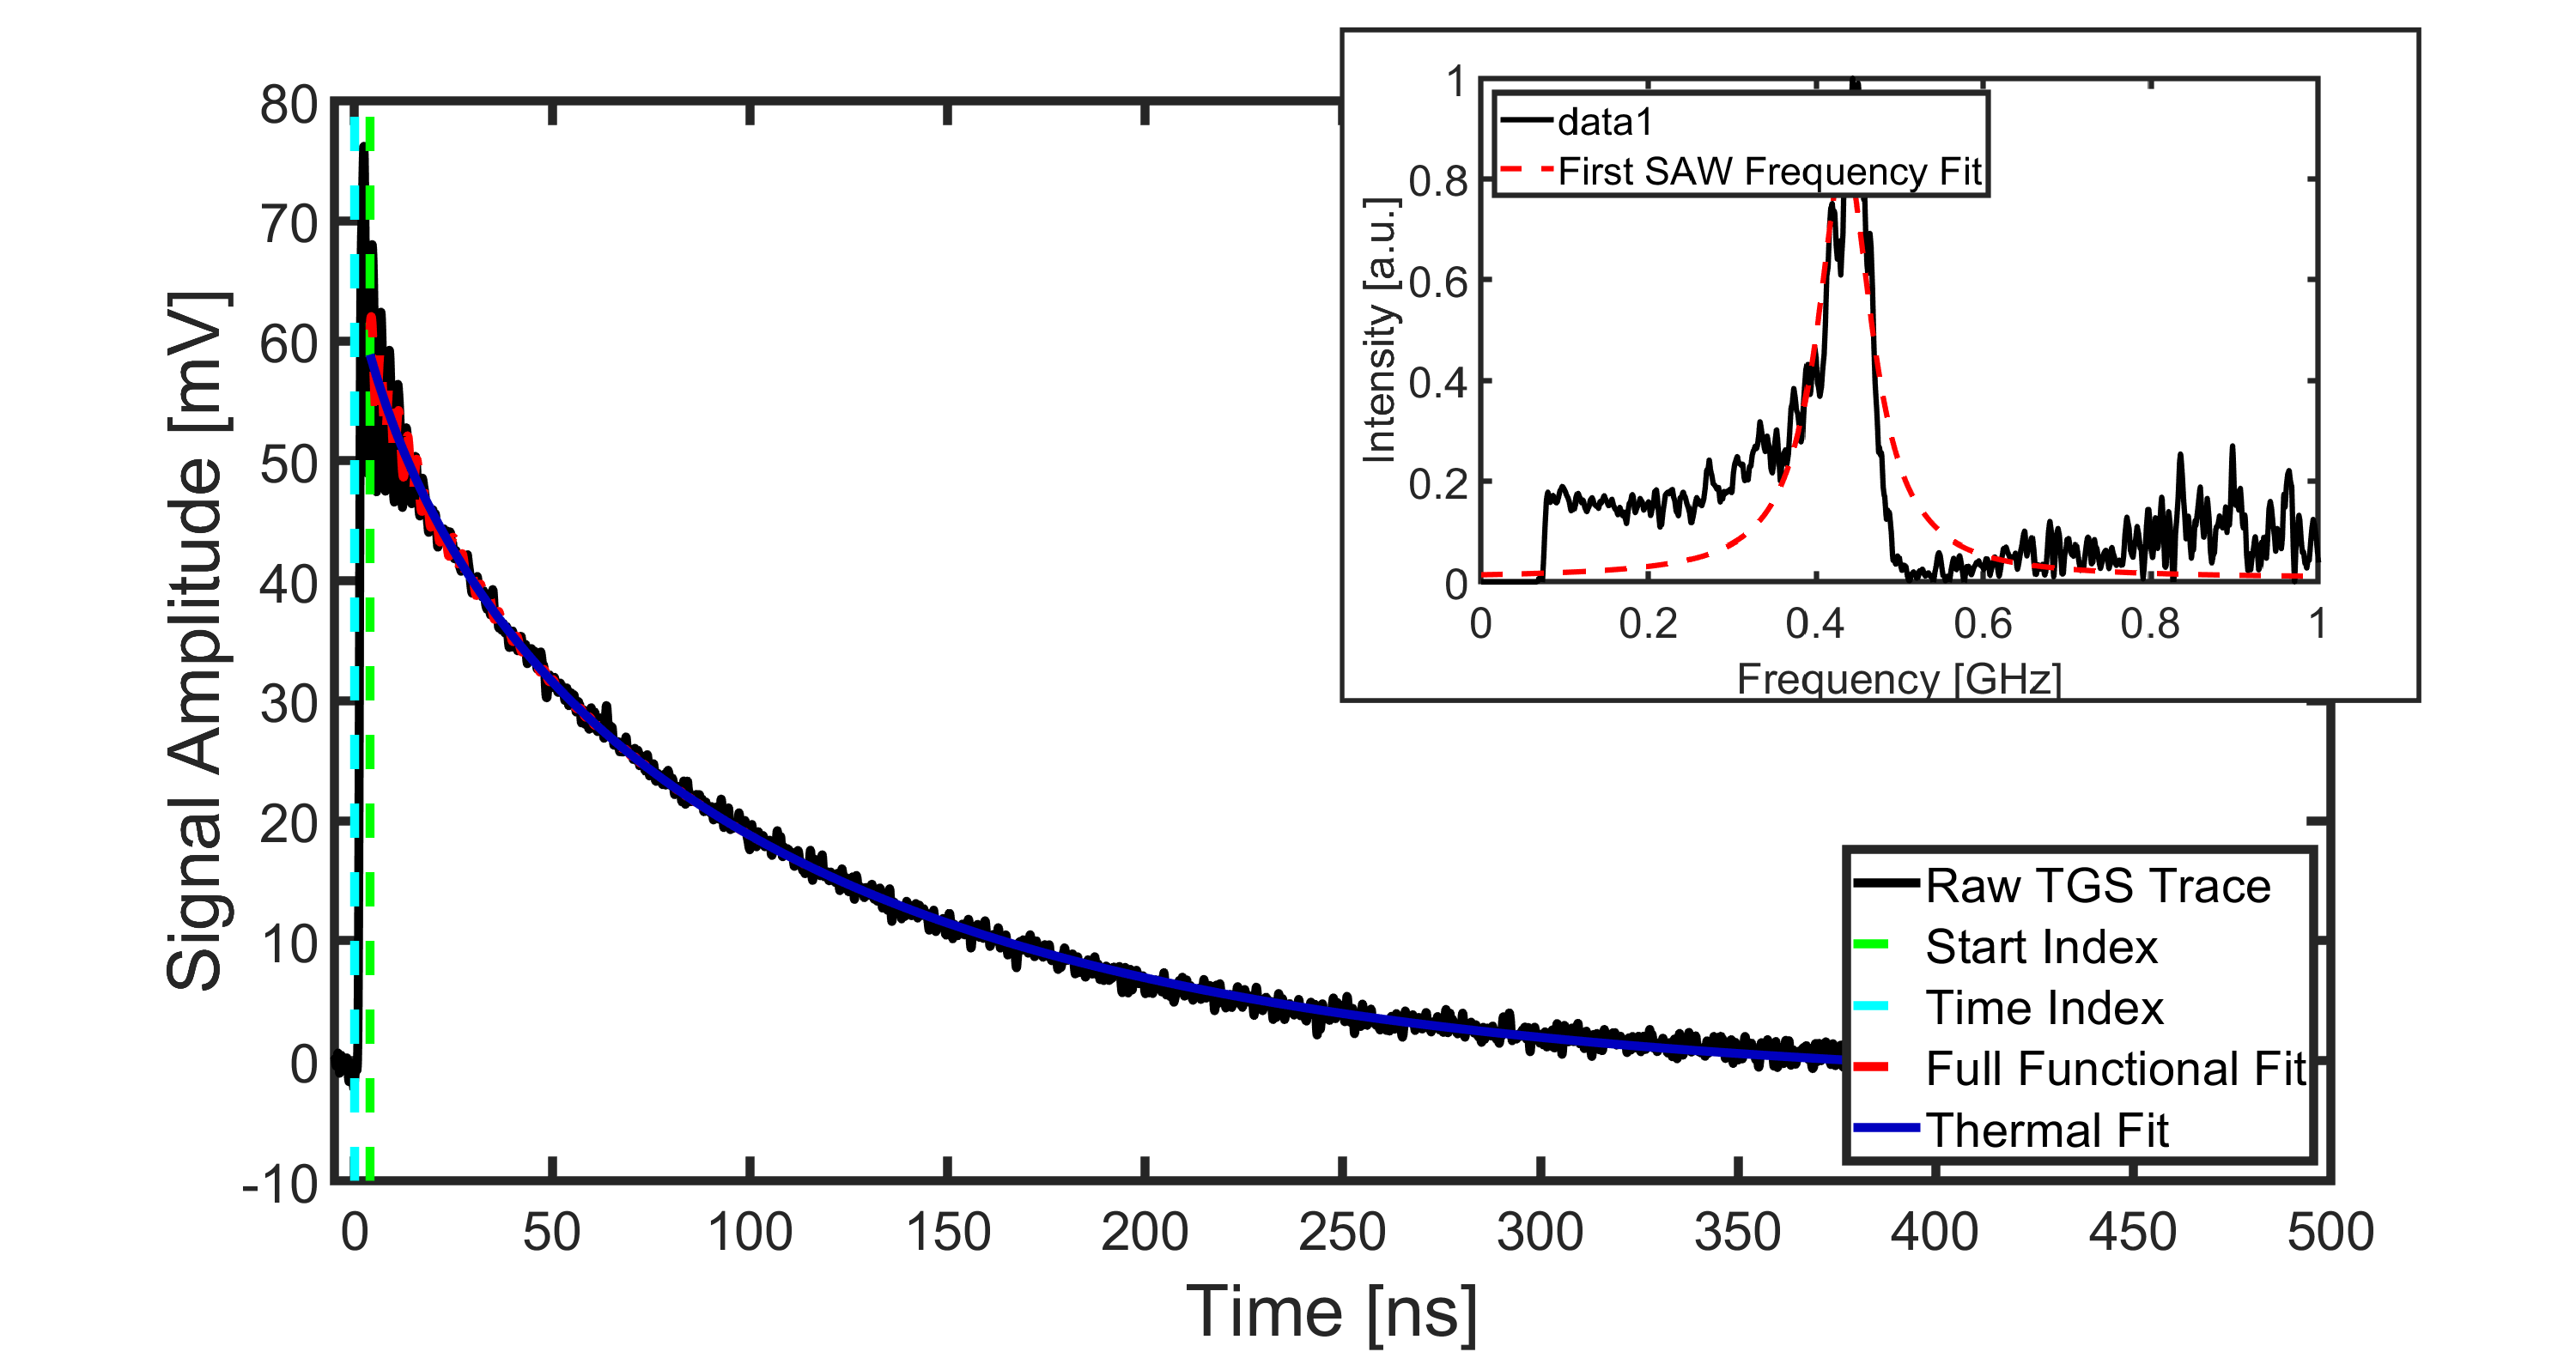 80
70
60
50
40
30
20
10
0
-10
Signal Amplitude [mV]
0 50 100 150 200 250 300 350 400 450 500
Time [ns]
1
0.8
0.6
0.4
0.2
0
Intensity [a.u.]
data1
First SAW Frequency Fit
0 0.2 0.4 0.6 0.8 1
Frequency [GHz]
Raw TGS Trace
Start Index
Time Index
Full Functional Fit
Thermal Fit